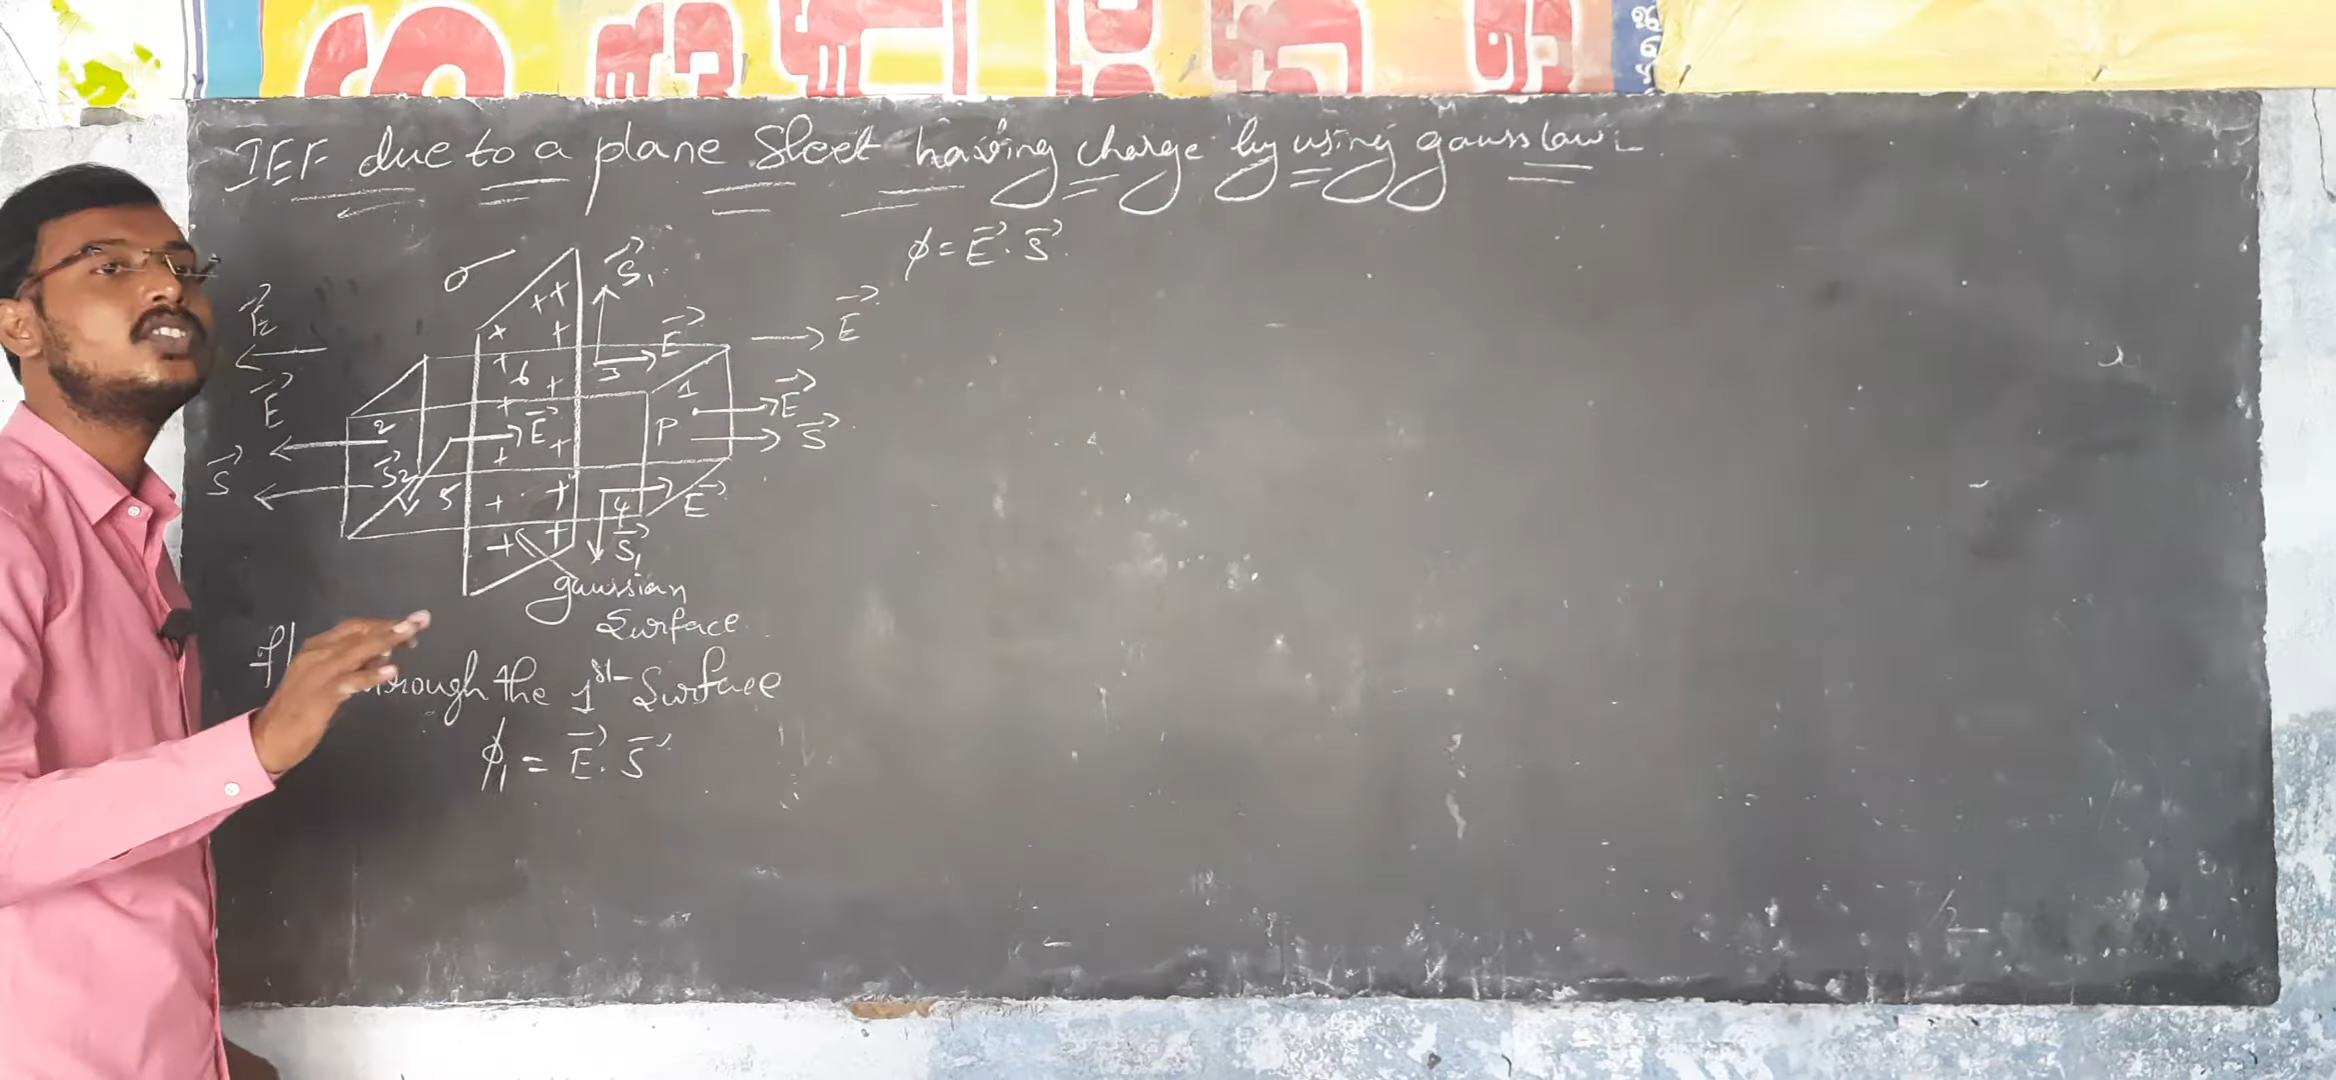 IEF due to a plane sheet having charge by using gauss law
ϕ = E⃗ . S⃗
σ
S⃗₁
E⃗
E⃗
E⃗
+ + + + + + + + + + + + +
6
3
1
E⃗
2
E⃗
P
E⃗
S⃗
S⃗
S⃗₂
5
4
E⃗
S⃗₁
gaussian
Surface
through the 1st Surface
ϕ₁ = E⃗ . S⃗